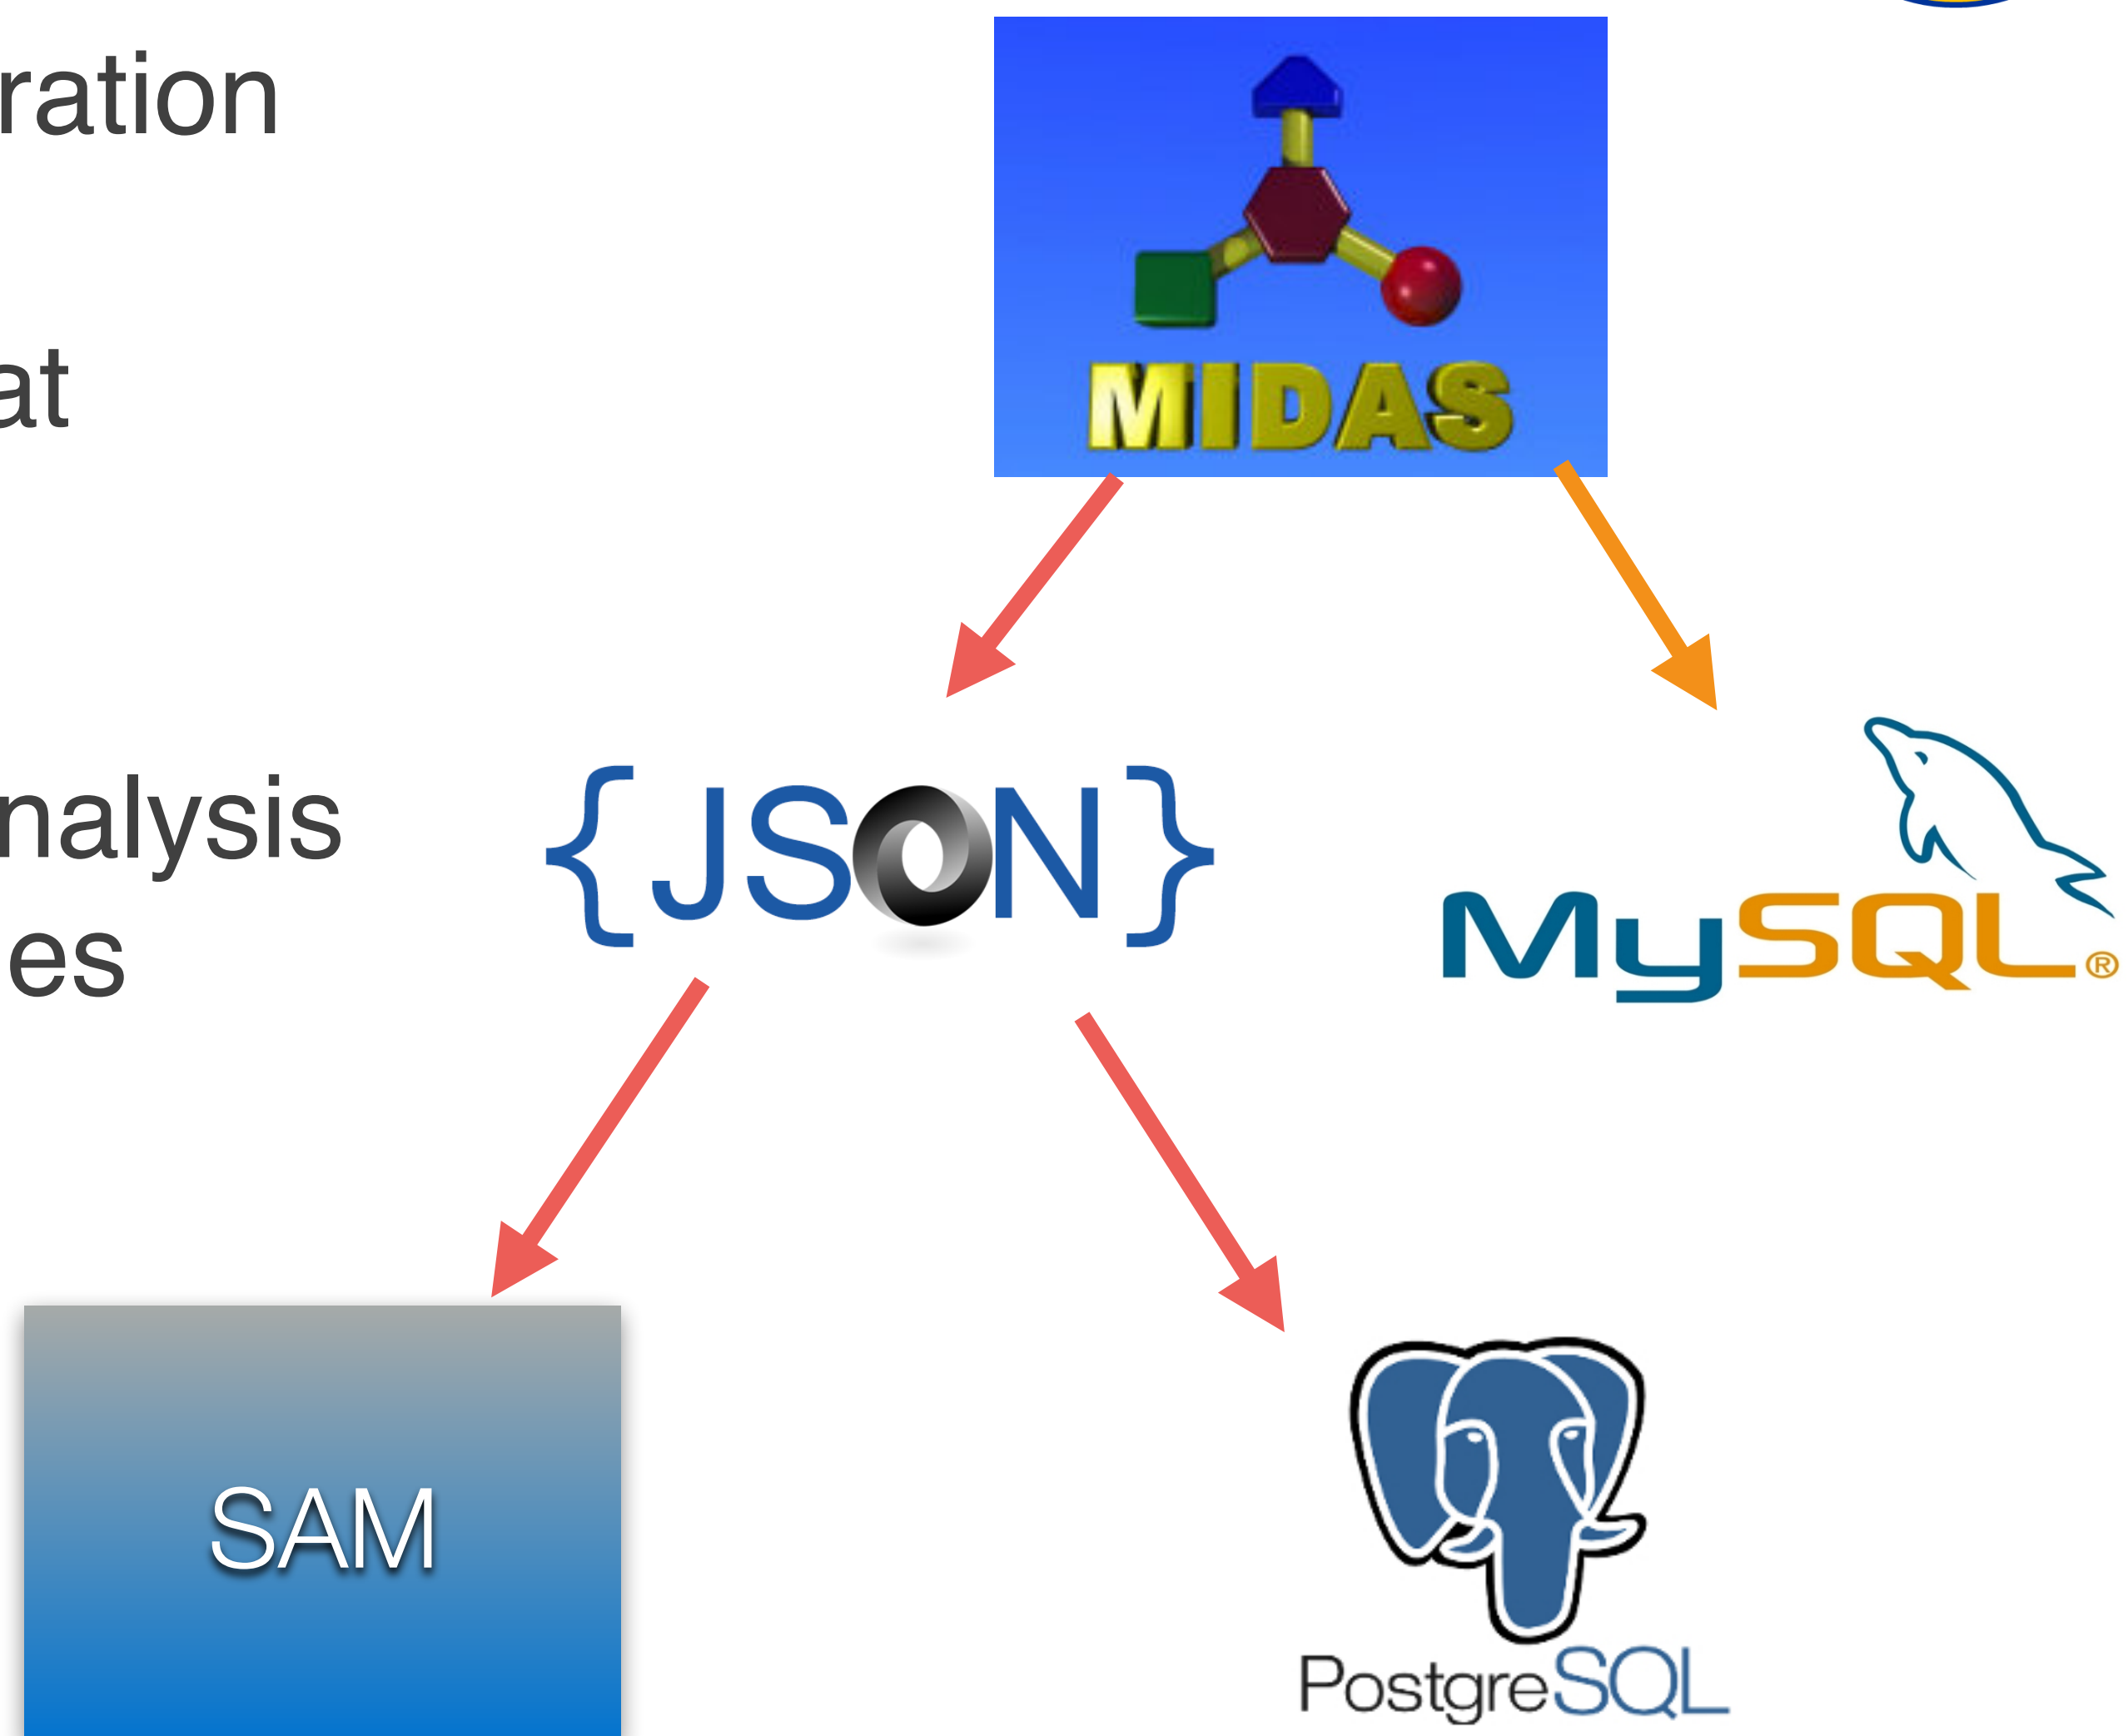 ration
at
nalysis
es
MIDAS
{JSON}
MySQL®
SAM
PostgreSQL